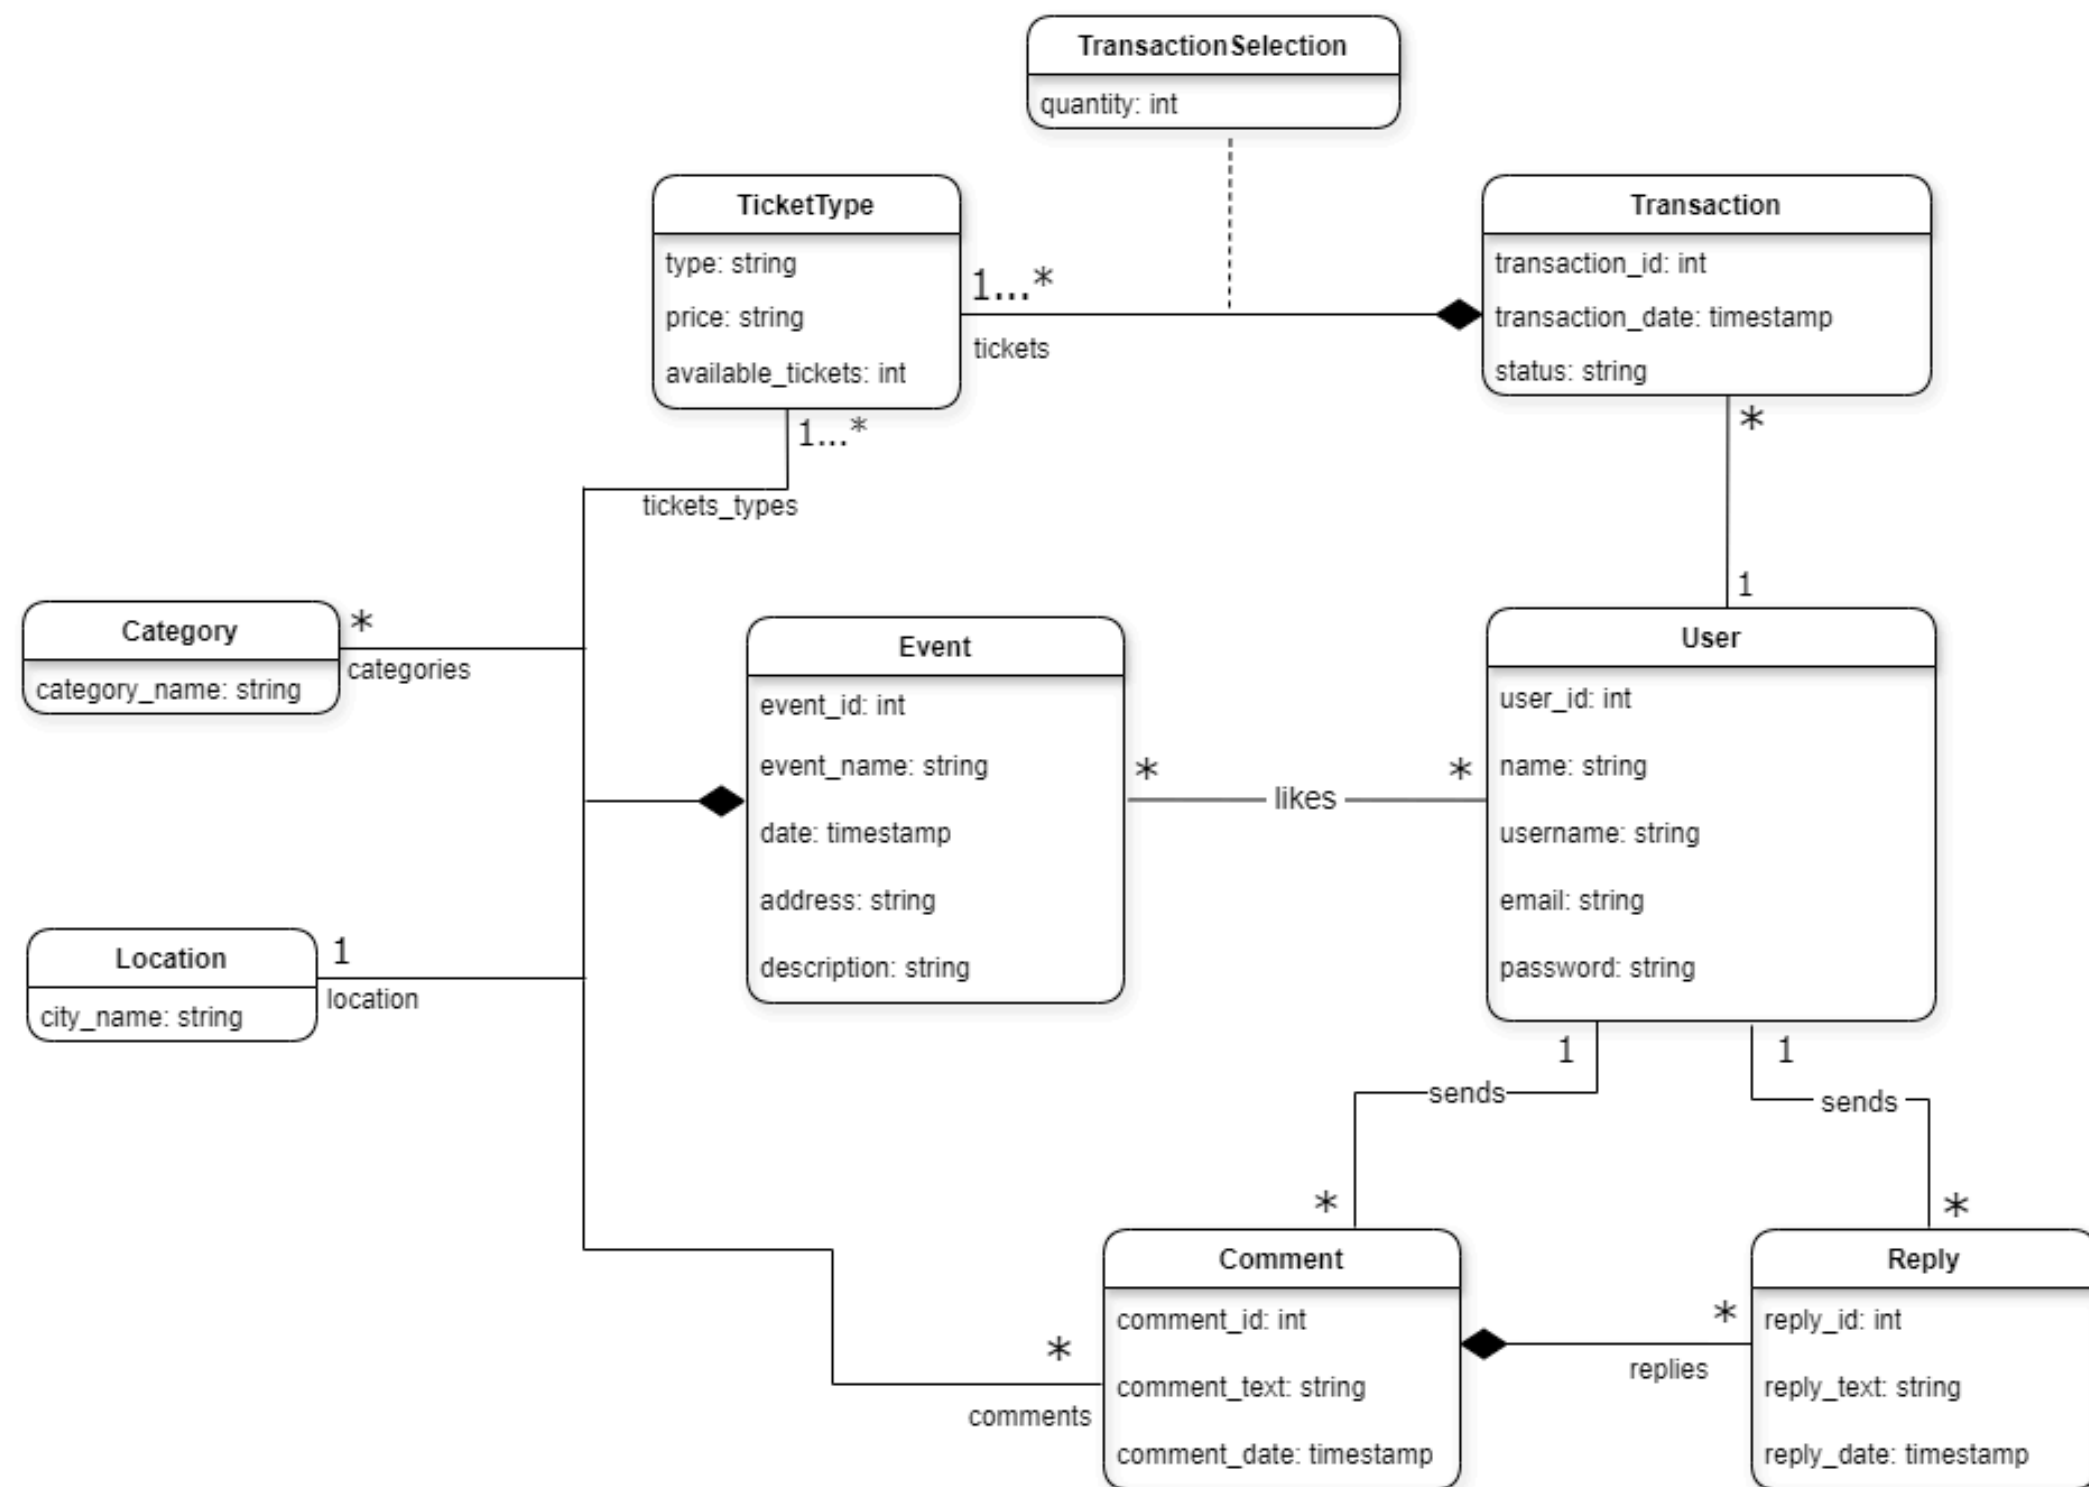 TransactionSelection
quantity: int
TicketType
type: string
price: string
available_tickets: int
1...*
tickets
Transaction
transaction_id: int
transaction_date: timestamp
status: string
1...*
tickets_types
*
1
Category
category_name: string
*
categories
Event
event_id: int
event_name: string
date: timestamp
address: string
description: string
*
likes
*
User
user_id: int
name: string
username: string
email: string
password: string
Location
city_name: string
1
location
1
sends
*
1
sends
*
Comment
comment_id: int
comment_text: string
comment_date: timestamp
*
comments
*
replies
Reply
reply_id: int
reply_text: string
reply_date: timestamp